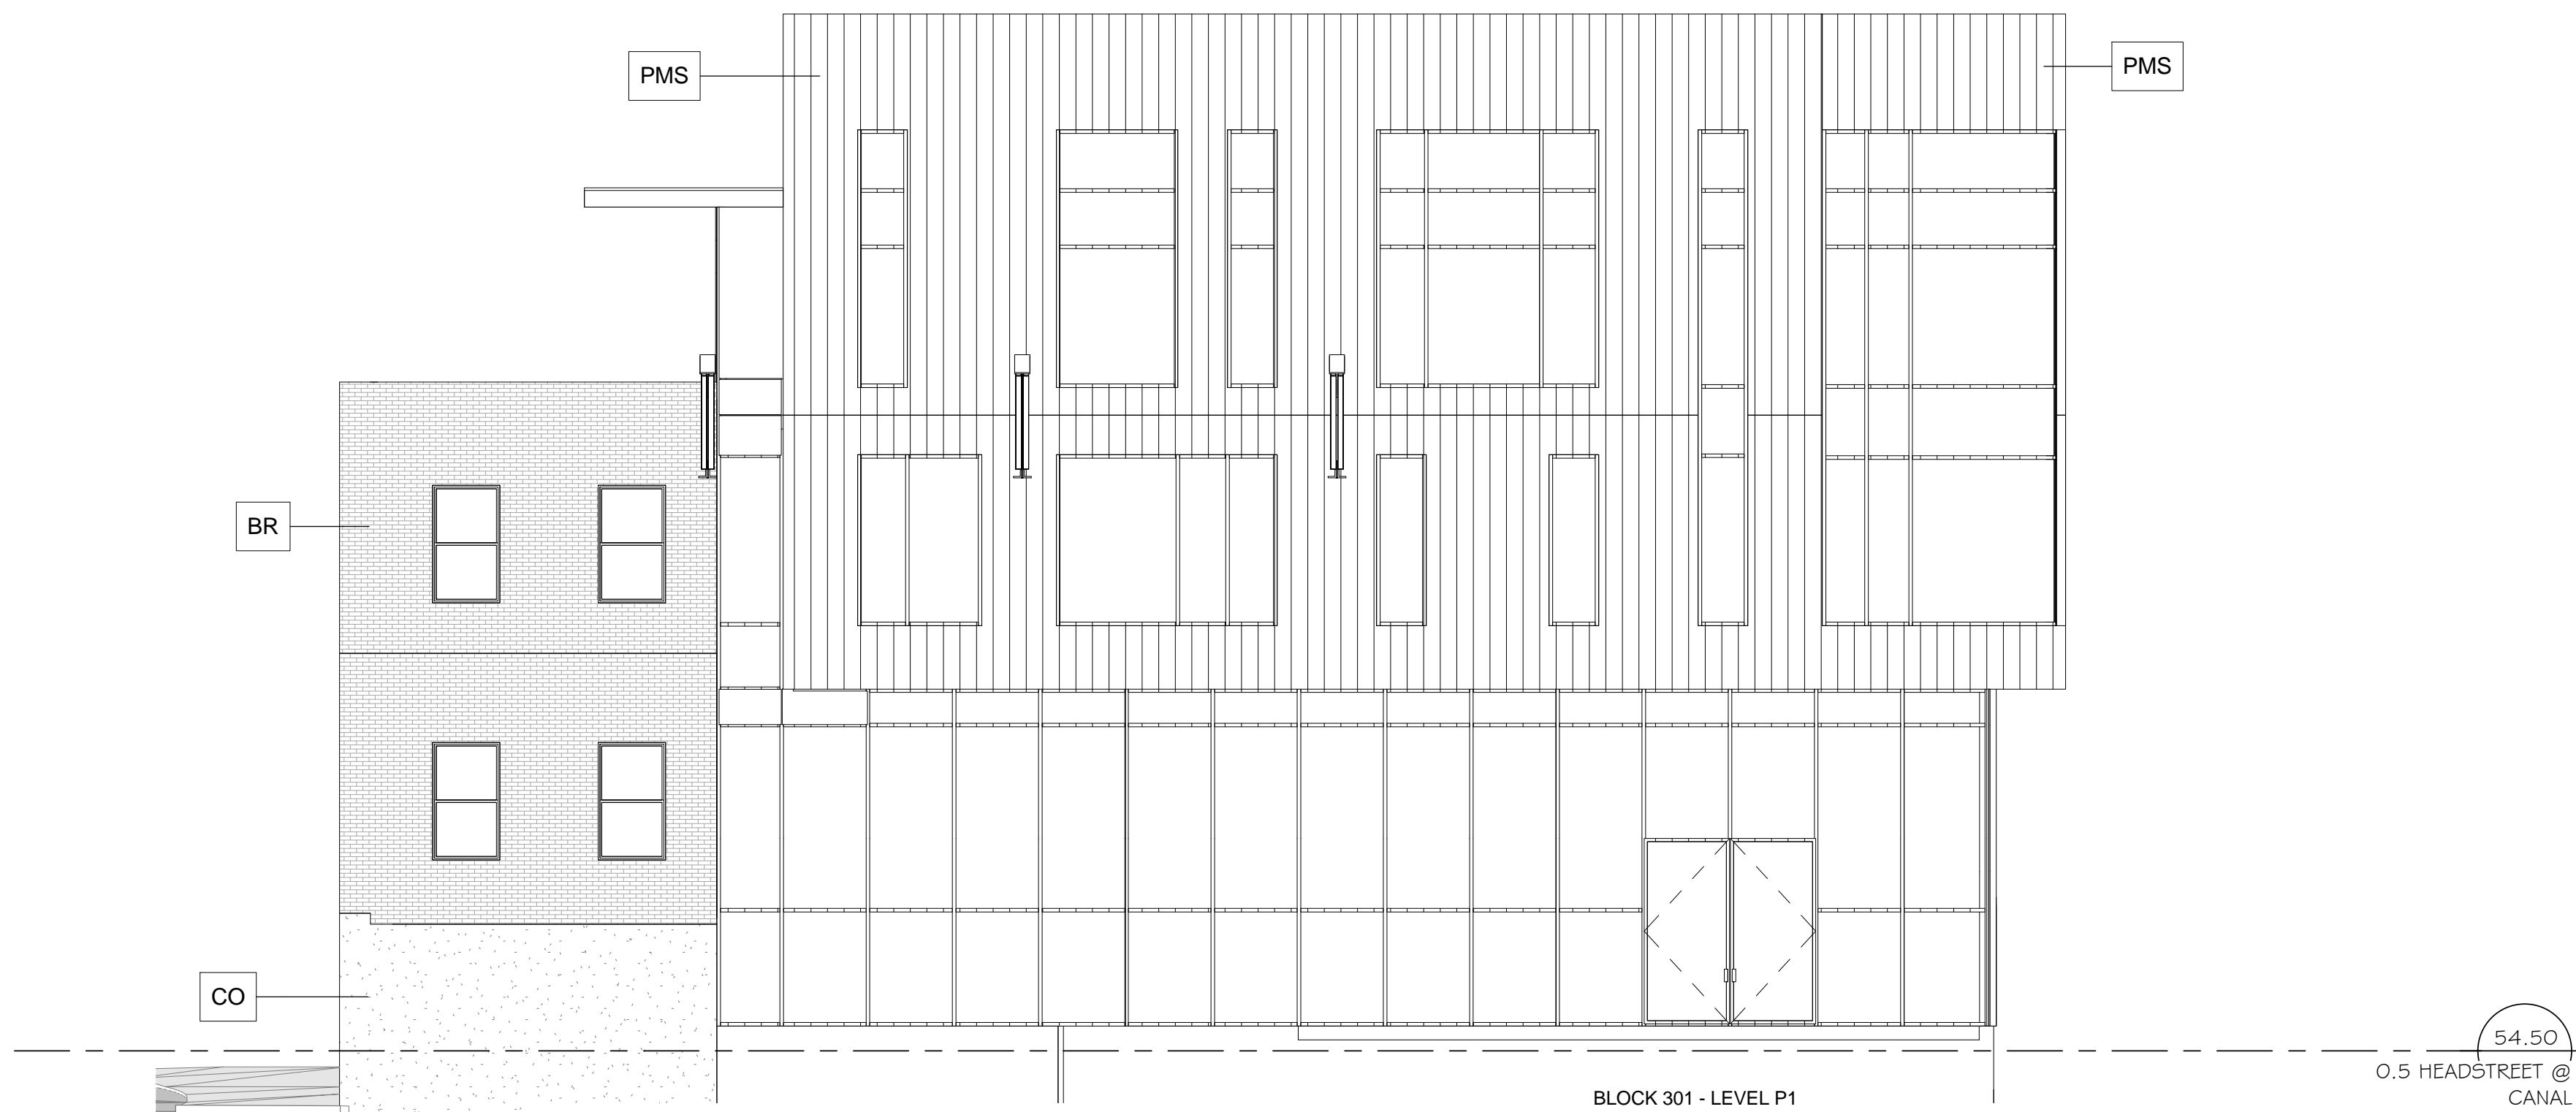 PMS
PMS
BR
CO
54.50
0.5 HEADSTREET @
CANAL
BLOCK 301 - LEVEL P1